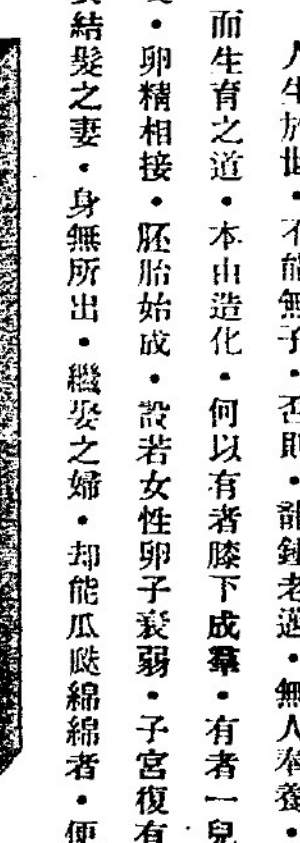 人生於世・不能無子・否則・龍鍾老邁・無人奉養・
而生育之道・本由造化・何以有者膝下成羣・有者一兒
・卵精相接・胚胎始成・設若女性卵子衰弱・子宮復有
結髮之妻・身無所出・繼娶之婦・却能瓜瓞綿綿者・便